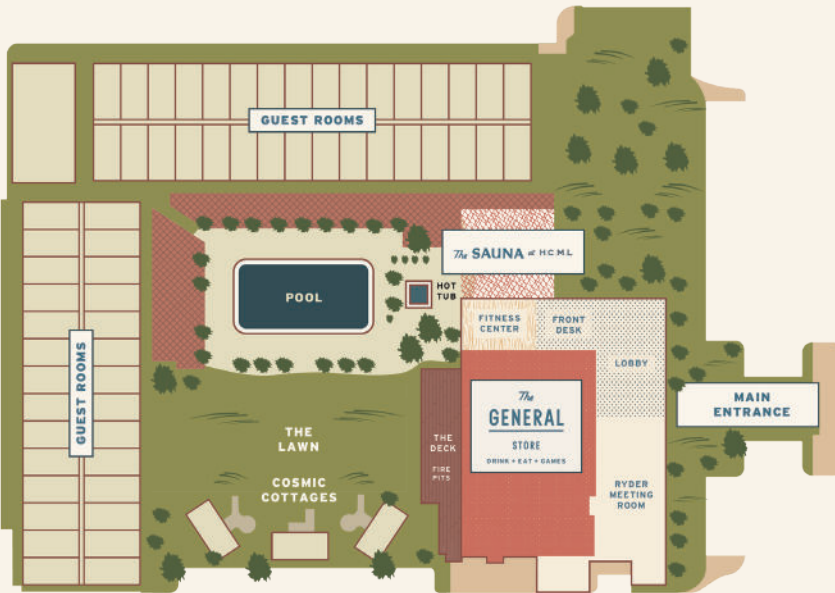 GUEST ROOMS
The SAUNA at H.C.M.L.
POOL
HOT
TUB
FITNESS
CENTER
FRONT
DESK
LOBBY
GUEST ROOMS
MAIN
ENTRANCE
The
GENERAL
STORE
DRINK + EAT + GAMES
THE
DECK
FIRE
PITS
THE
LAWN
COSMIC
COTTAGES
RYDER
MEETING
ROOM